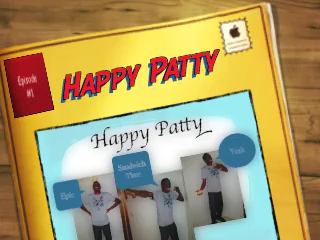 Episode
#1
HAPPY PATTY
Happy Patty
Epic
Sandwich
Time
Yeah